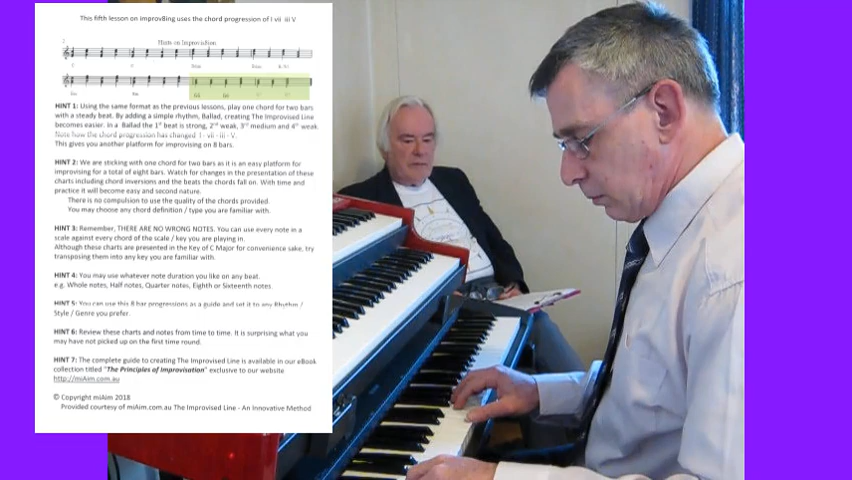 This fifth lesson on Improv8ing uses the chord progression of I vii iii V
Hints on Improvisation
HINT 1: Using the same format as the previous lessons, play one chord for two bars
with a steady beat. By adding a simple rhythm, Ballad, creating The Improvised Line
becomes easier. In a Ballad the 1st beat is strong, 2nd weak, 3rd medium and 4th weak.
Note how the chord progression has changed I - vii - iii - V.
This gives you another platform for improvising on 8 bars.
HINT 2: We are sticking with one chord for two bars as it is an easy platform for
improvising for a total of eight bars. Watch for changes in the presentation of these
charts including chord inversions and the beats the chords fall on. With time and
practice it will become easy and second nature.
There is no compulsion to use the quality of the chords provided.
You may choose any chord definition / type you are familiar with.
HINT 3: Remember, THERE ARE NO WRONG NOTES. You can use every note in a
scale against every chord of the scale / key you are playing in.
Although these charts are presented in the Key of C Major for convenience sake, try
transposing them into any key you are familiar with.
HINT 4: You may use whatever note duration you like on any beat.
e.g. Whole notes, Half notes, Quarter notes, Eighth or Sixteenth notes.
HINT 5: You can use this 8 bar progressions as a guide and set it to any Rhythm /
Style / Genre you prefer.
HINT 6: Review these charts and notes from time to time. It is surprising what you
may have not picked up on the first time round.
HINT 7: The complete guide to creating The Improvised Line is available in our eBook
collection titled "The Principles of Improvisation" exclusive to our website
http://miAim.com.au
© Copyright miAim 2018
Provided courtesy of miAim.com.au The Improvised Line - An Innovative Method